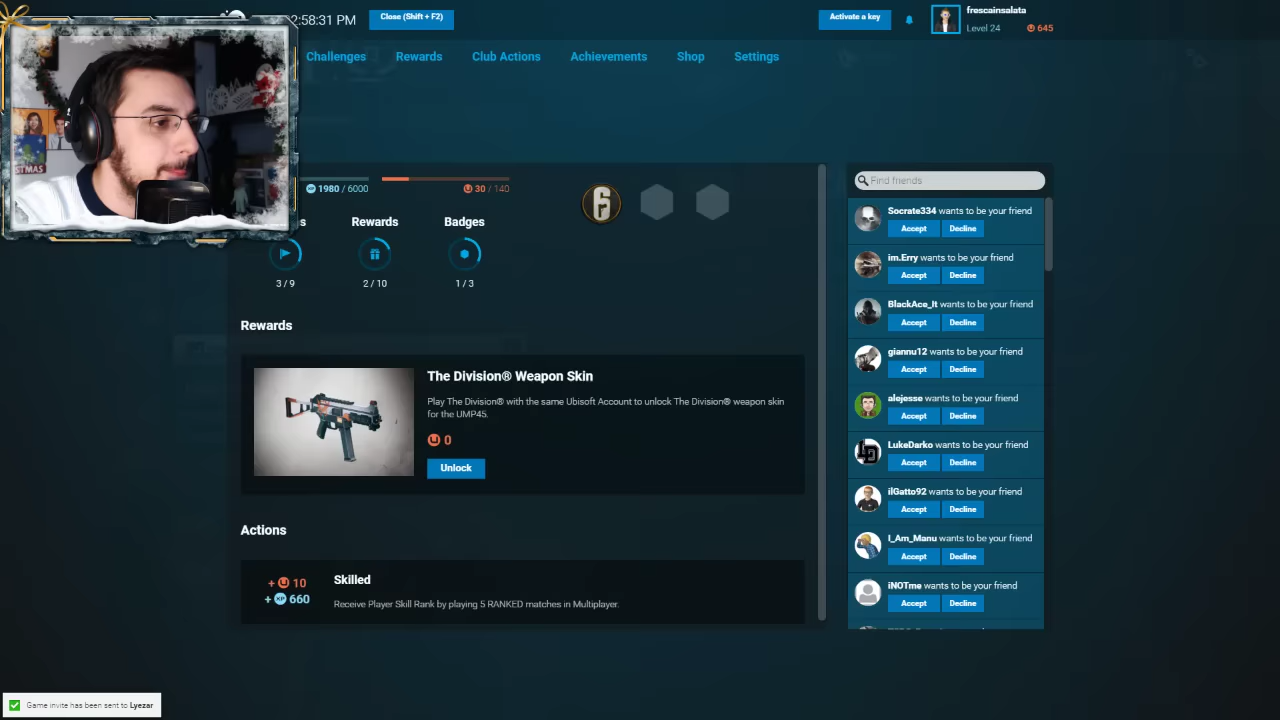 2:58:31 PM
Close (Shift + F2)
Activate a key
frescainsalata
Level 24
645
Challenges
Rewards
Club Actions
Achievements
Shop
Settings
STMAS
XP 1980 / 6000
30 / 140
Rewards
Badges
3 / 9
2 / 10
1 / 3
Rewards
The Division® Weapon Skin
Play The Division® with the same Ubisoft Account to unlock The Division® weapon skin
for the UMP45.
0
Unlock
Actions
+ 10
+ XP 660
Skilled
Receive Player Skill Rank by playing 5 RANKED matches in Multiplayer.
Find friends
Socrate334 wants to be your friend
Accept Decline
im.Erry wants to be your friend
Accept Decline
BlackAce_It wants to be your friend
Accept Decline
giannu12 wants to be your friend
Accept Decline
alejesse wants to be your friend
Accept Decline
LukeDarko wants to be your friend
Accept Decline
ilGatto92 wants to be your friend
Accept Decline
I_Am_Manu wants to be your friend
Accept Decline
iNOTme wants to be your friend
Accept Decline
Game invite has been sent to Lyezar